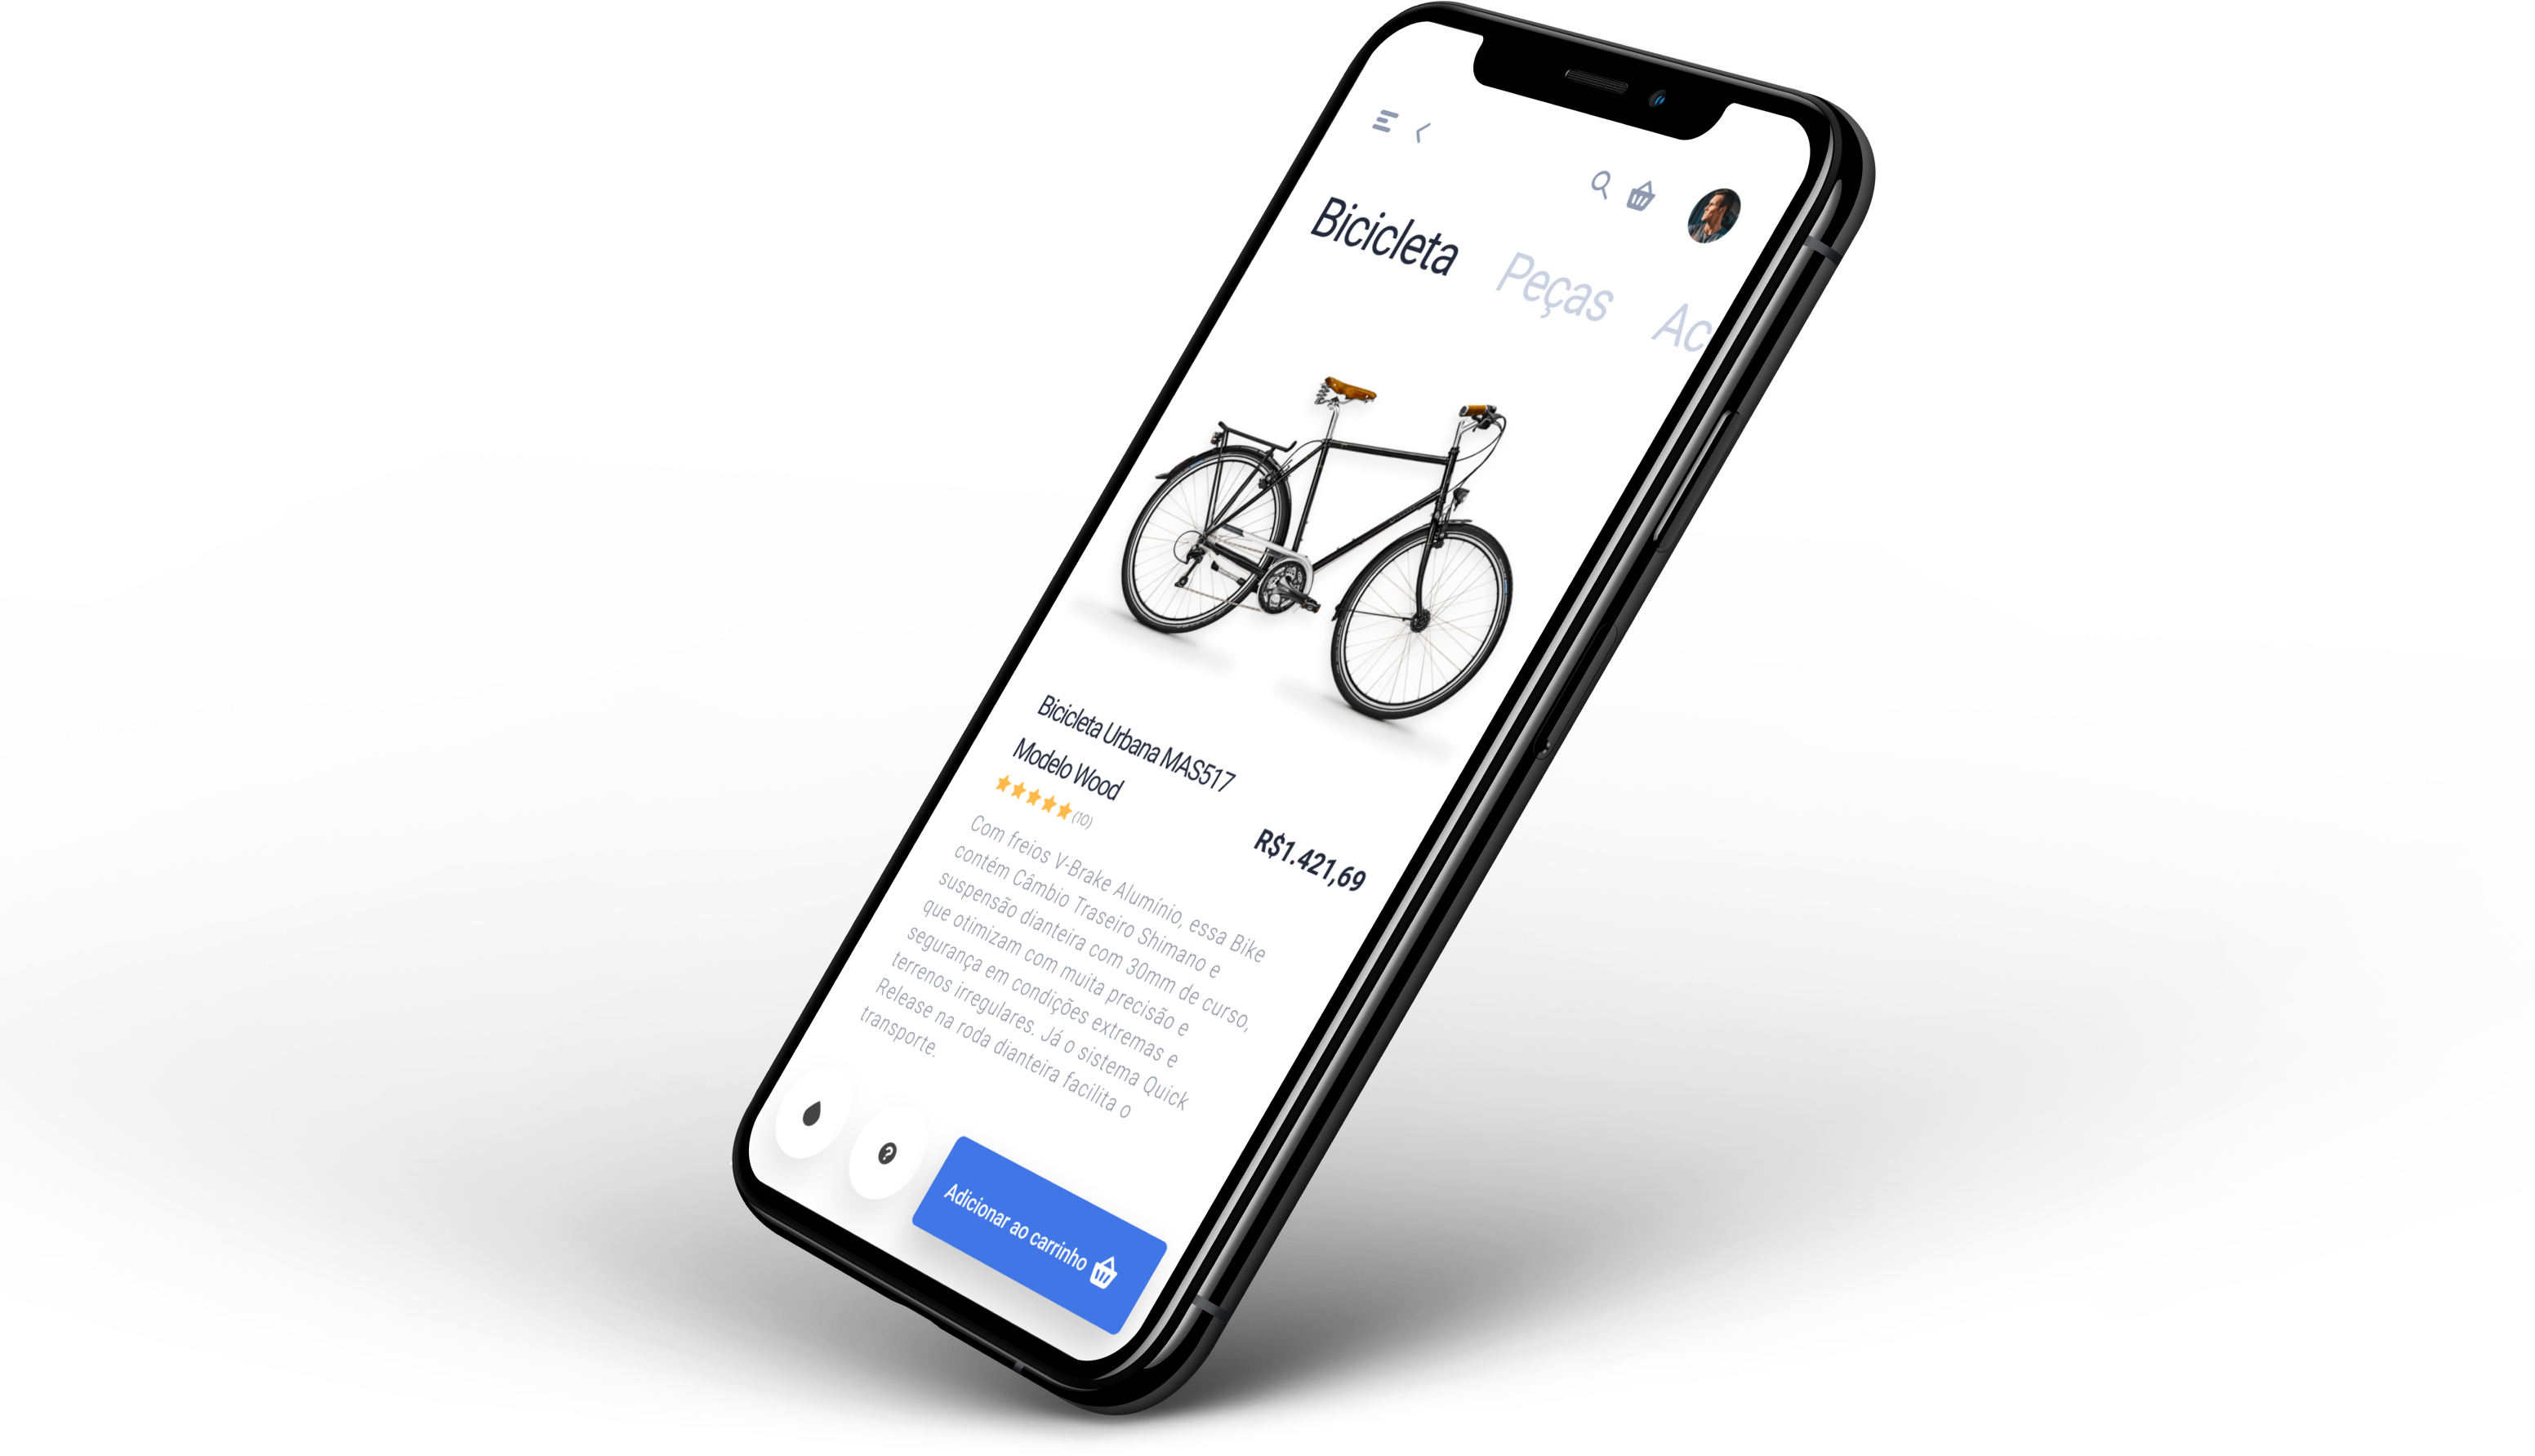 Bicicleta Peças Ac
Bicicleta Urbana MAS517
Modelo Wood
(10)
R$1.421,69
Com freios V-Brake Alumínio, essa Bike
contém Câmbio Traseiro Shimano e
suspensão dianteira com 30mm de curso,
que otimizam com muita precisão e
segurança em condições extremas e
terrenos irregulares. Já o sistema Quick
Release na roda dianteira facilita o
transporte.
?
Adicionar ao carrinho